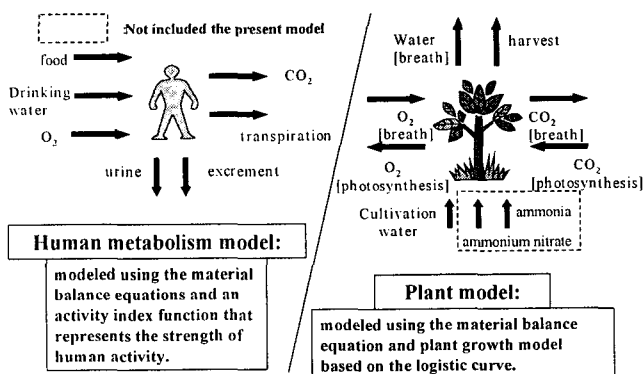 :Not included the present model
food
Drinking
water
O2
CO2
transpiration
urine
excrement
Human metabolism model:
modeled using the material
balance equations and an
activity index function that
represents the strength of
human activity.
Water
[breath]
harvest
O2
[breath]
CO2
[breath]
O2
[photosynthesis]
CO2
[photosynthesis]
Cultivation
water
ammonia
ammonium nitrate
Plant model:
modeled using the material balance
equation and plant growth model
based on the logistic curve.